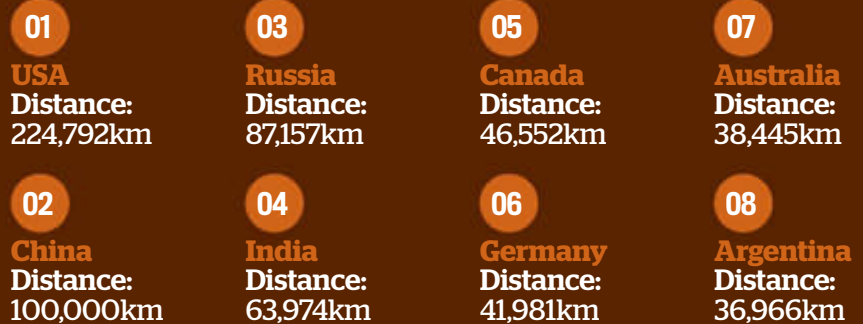 01
USA
Distance:
224,792km
02
China
Distance:
100,000km
03
Russia
Distance:
87,157km
04
India
Distance:
63,974km
05
Canada
Distance:
46,552km
06
Germany
Distance:
41,981km
07
Australia
Distance:
38,445km
08
Argentina
Distance:
36,966km